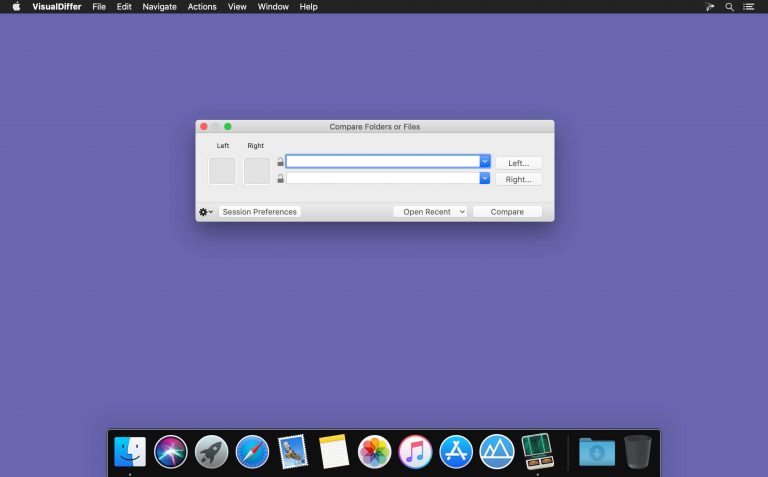 VisualDiffer File Edit Navigate Actions View Window Help
Compare Folders or Files
Left Right
Left...
Right...
Session Preferences Open Recent Compare